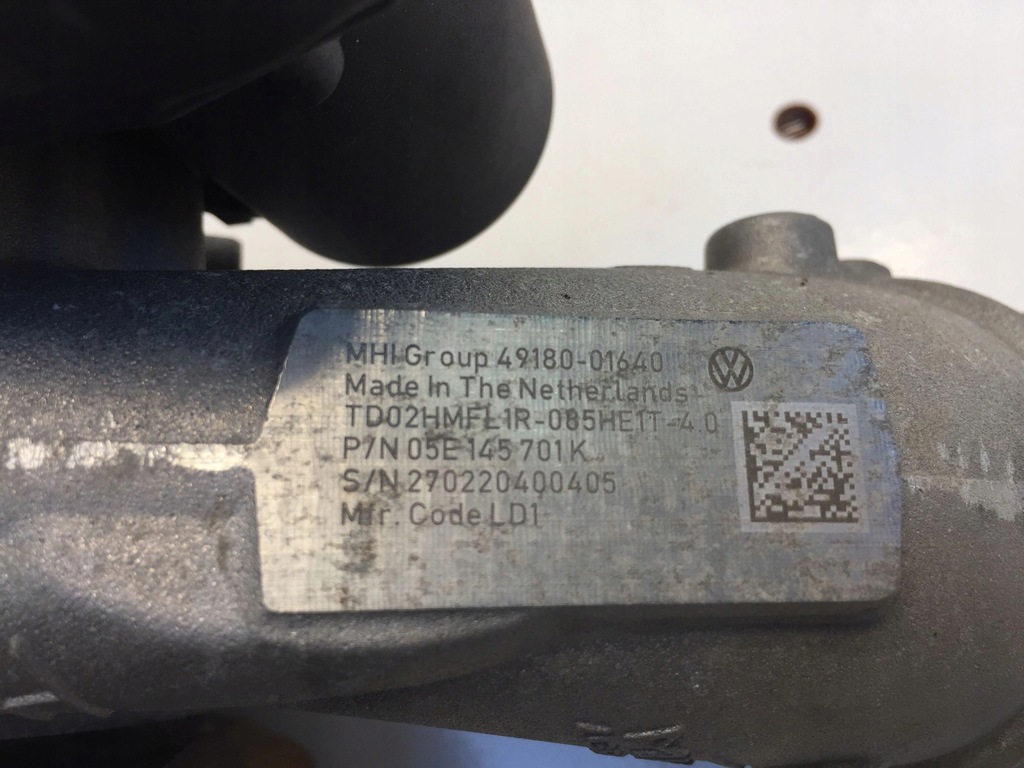 MHI Group 49180-01640
Made In The Netherlands
TD02HMFL1R-085HE1T-4.0
P/N 05E 145 701 K
S/N 270220400405
Mfr. Code LD1